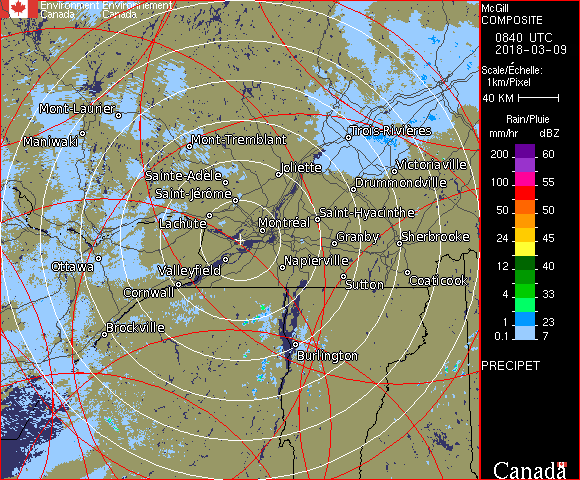 Environment Environnement
Canada Canada
McGill
COMPOSITE
0840 UTC
2018-03-09
Scale/Échelle:
1km/Pixel
40 KM
Rain/Pluie
mm/hr dBZ
200 60
100 55
50 50
24 45
12 40
4 33
1 23
0.1 7
PRECIPET
Canada
Mont-Laurier
Maniwaki
Mont-Tremblant
Trois-Rivières
Sainte-Adèle
Joliette
Victoriaville
Saint-Jérôme
Drummondville
Lachute
Montréal
Saint-Hyacinthe
Granby
Sherbrooke
Ottawa
Valleyfield
Napierville
Cornwall
Sutton
Coaticook
Brockville
Burlington